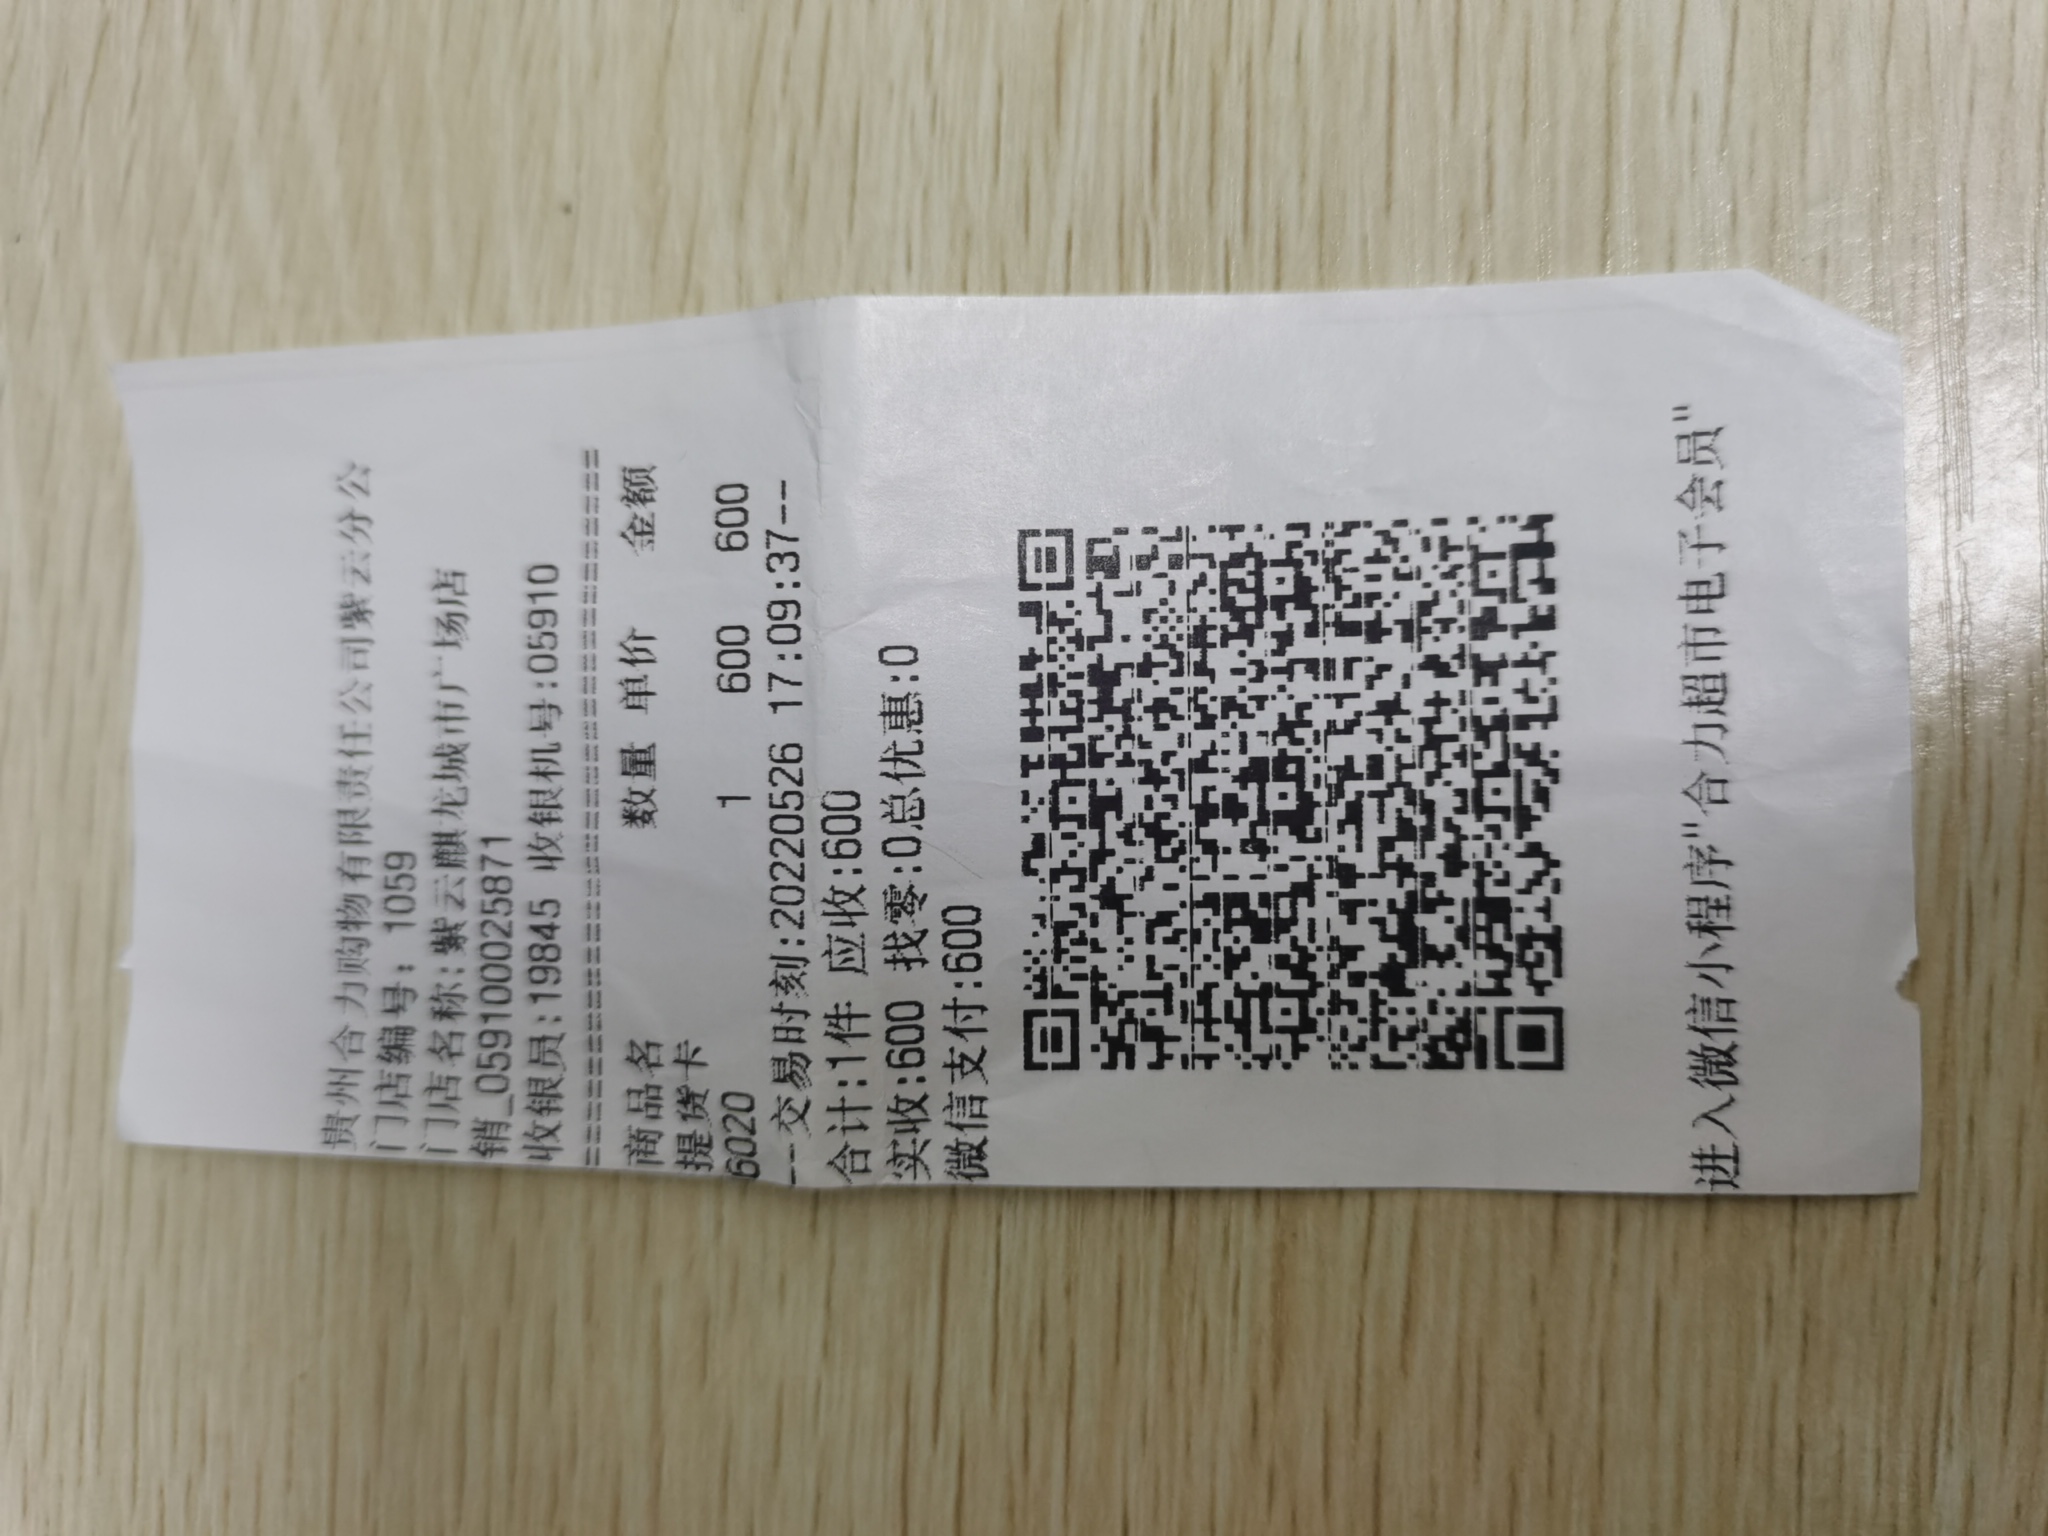 贵州合力购物有限责任公司紫云分公
门店编号: 1059
门店名称:紫云麒龙城市广场店
销_0591000025871
收银员:19845 收银机号:05910
================================
商品名 数量 单价 金额
提货卡
6020 1 600 600
--交易时刻:20220526 17:09:37--
合计:1件 应收:600
实收:600 找零:0总优惠:0
微信支付:600
进入微信小程序"合力超市电子会员"